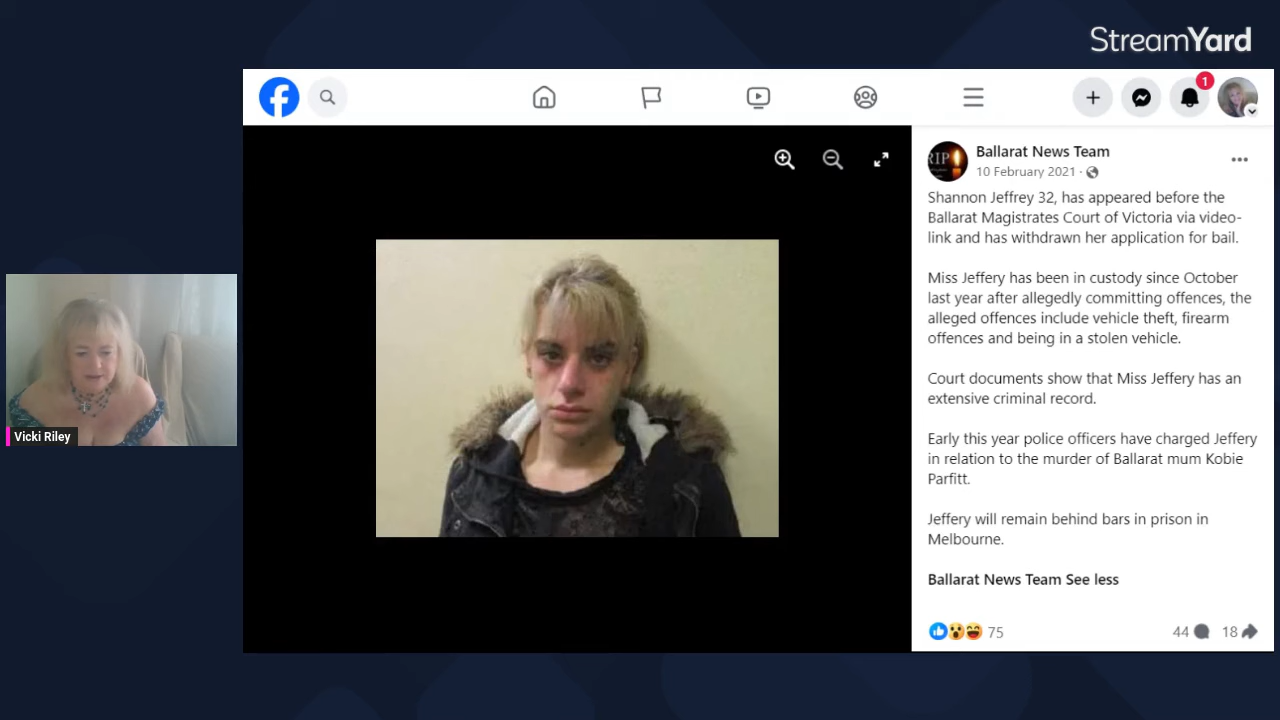 StreamYard
1
Ballarat News Team
10 February 2021 ·
RIP
Shannon Jeffrey 32, has appeared before the
Ballarat Magistrates Court of Victoria via video-
link and has withdrawn her application for bail.
Miss Jeffery has been in custody since October
last year after allegedly committing offences, the
alleged offences include vehicle theft, firearm
offences and being in a stolen vehicle.
Court documents show that Miss Jeffery has an
extensive criminal record.
Early this year police officers have charged Jeffery
in relation to the murder of Ballarat mum Kobie
Parfitt.
Jeffery will remain behind bars in prison in
Melbourne.
Ballarat News Team See less
75
44
18
Vicki Riley